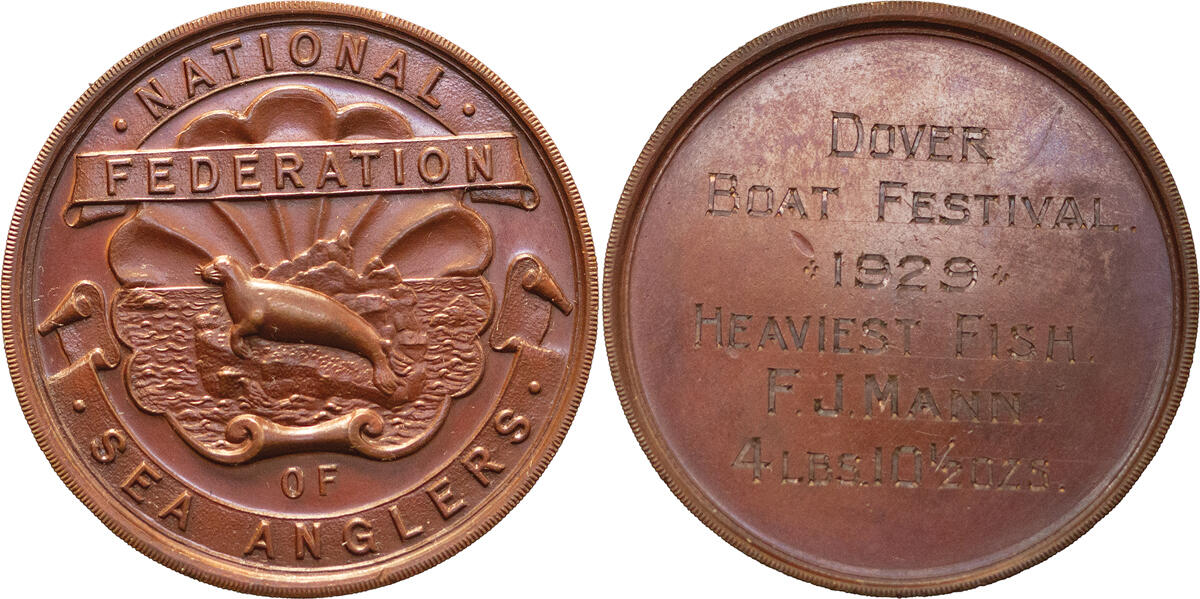 · NATIONAL ·
FEDERATION
OF
· SEA ANGLERS ·
DOVER
BOAT FESTIVAL.
1929
HEAVIEST FISH.
F.J.MANN.
4 LBS.10½OZS.